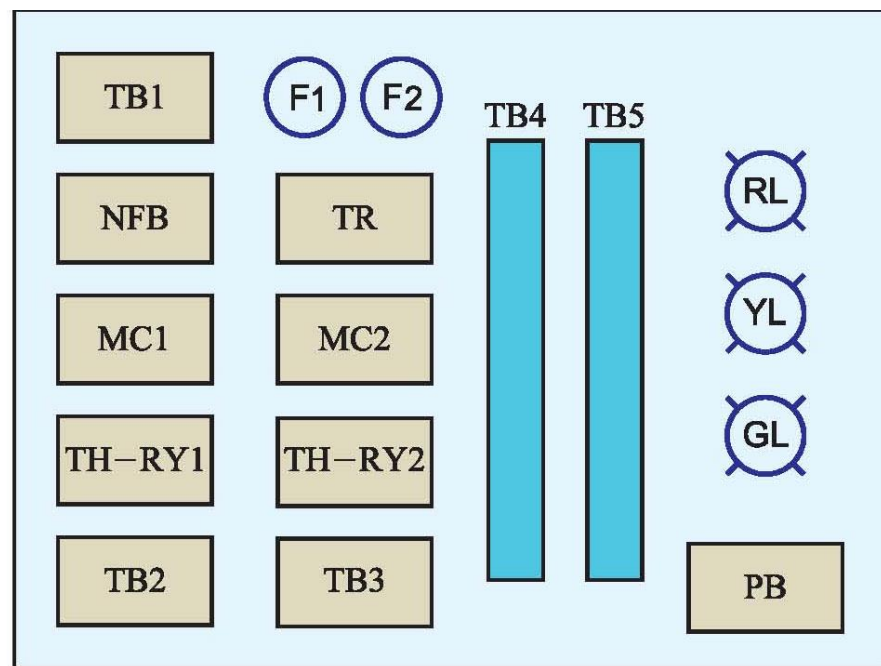 TB1
F1 F2
TB4 TB5
NFB
TR
RL
MC1
MC2
YL
TH-RY1
TH-RY2
GL
TB2
TB3
PB